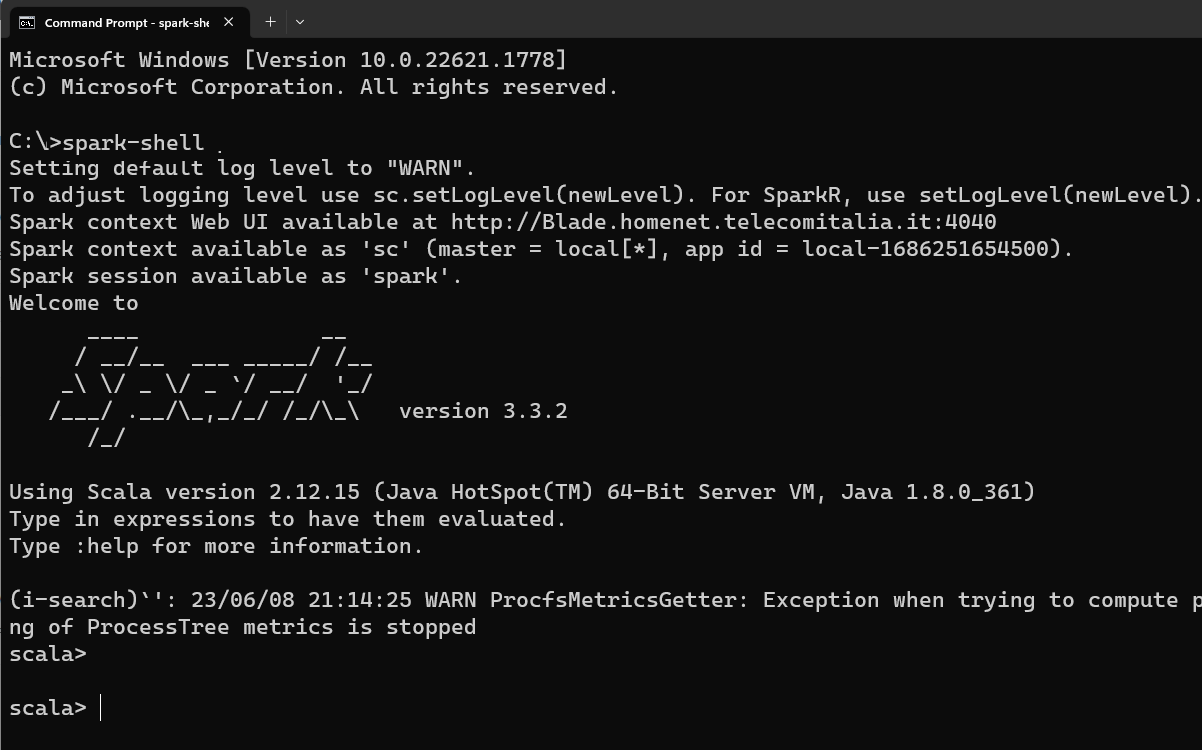 Command Prompt - spark-she
Microsoft Windows [Version 10.0.22621.1778]
(c) Microsoft Corporation. All rights reserved.
C:\>spark-shell
Setting default log level to "WARN".
To adjust logging level use sc.setLogLevel(newLevel). For SparkR, use setLogLevel(newLevel).
Spark context Web UI available at http://Blade.homenet.telecomitalia.it:4040
Spark context available as 'sc' (master = local[*], app id = local-1686251654500).
Spark session available as 'spark'.
Welcome to
      ____              __
     / __/__  ___ _____/ /__
    _\ \/ _ \/ _ `/ __/  '_/
   /___/ .__/\_,_/_/ /_/\_\   version 3.3.2
      /_/
Using Scala version 2.12.15 (Java HotSpot(TM) 64-Bit Server VM, Java 1.8.0_361)
Type in expressions to have them evaluated.
Type :help for more information.
(i-search)`': 23/06/08 21:14:25 WARN ProcfsMetricsGetter: Exception when trying to compute p
ng of ProcessTree metrics is stopped
scala>
scala>